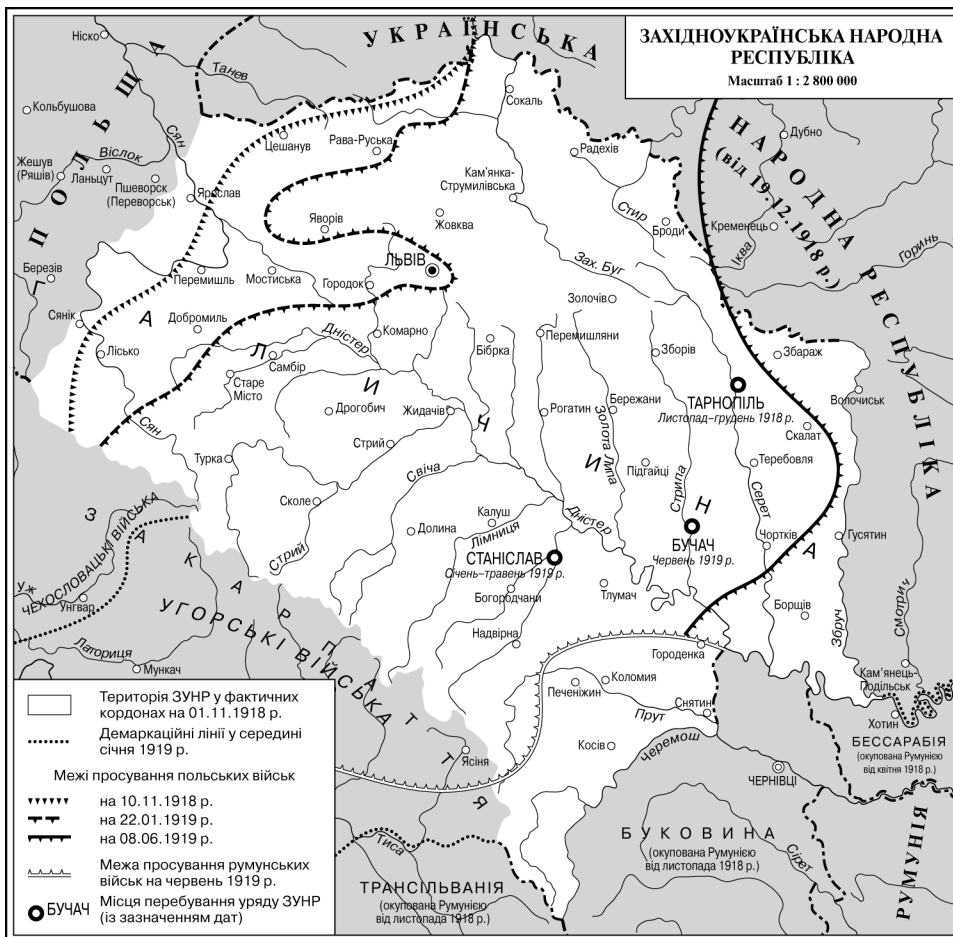 ЗАХІДНОУКРАЇНСЬКА НАРОДНА
РЕСПУБЛІКА
Масштаб 1 : 2 800 000
УКРАЇНСЬКА
НАРОДНА
(від 19.12.1918 р.)
РЕСПУБЛІКА
ПОЛЬЩА
ГАЛИЧИНА
ЗАКАРПАТТЯ
Ніско
Танев
Кольбушова
Сян
Сокаль
Дубно
Цешанув
Рава-Руська
Радехів
Жешув
(Ряшів)
Віслок
Ланьцут
Пшеворск
(Переворськ)
Ярослав
Кам'янка-
Струмилівська
Стир
Броди
Кременець
Іква
Горинь
Яворів
Жовква
ЛЬВІВ
Зах. Буг
Березів
Перемишль
Мостиська
Городок
Золочів
Сянік
Добромиль
Комарно
Перемишляни
Дністер
Бібрка
Зборів
Збараж
Лісько
Самбір
Старе
Місто
ТАРНОПІЛЬ
Листопад–грудень 1918 р.
Волочиськ
Дрогобич
Жидачів
Рогатин
Бережани
Золота Липа
Скалат
Сян
Стрий
Турка
Свіча
Підгайці
Стрипа
Теребовля
Серет
Сколе
Калуш
Лімниця
Дністер
Долина
БУЧАЧ
Червень 1919 р.
Чортків
Гусятин
СТАНІСЛАВ
Січень–травень 1919 р.
Стрий
Богородчани
Тлумач
Борщів
Збруч
Смотрич
ЧЕХОСЛОВАЦЬКІ ВІЙСЬКА
Уж
Унгвар
УГОРСЬКІ ВІЙСЬКА
Латориця
Мункач
Надвірна
Городенка
Кам'янець-
Подільськ
Хотин
Печеніжин
Коломия
Снятин
Прут
Косів
Черемош
Ясіня
БЕССАРАБІЯ
(окупована Румунією
від квітня 1918 р.)
ЧЕРНІВЦІ
БУКОВИНА
(окупована Румунією
від листопада 1918 р.)
Сірет
РУМУНІЯ
Тиса
ТРАНСІЛЬВАНІЯ
(окупована Румунією
від листопада 1918 р.)
Територія ЗУНР у фактичних
кордонах на 01.11.1918 р.
Демаркаційні лінії у середині
січня 1919 р.
Межі просування польських військ
на 10.11.1918 р.
на 22.01.1919 р.
на 08.06.1919 р.
Межа просування румунських
військ на червень 1919 р.
БУЧАЧ
Місця перебування уряду ЗУНР
(із зазначенням дат)